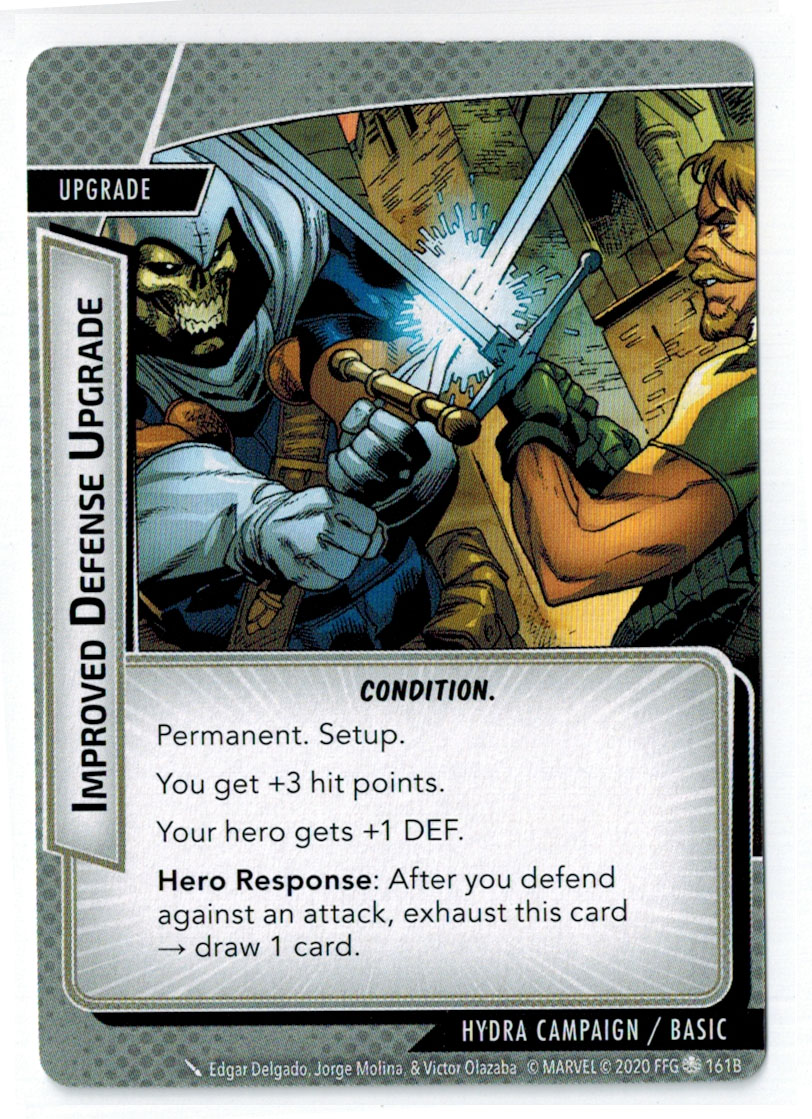 UPGRADE
IMPROVED DEFENSE UPGRADE
CONDITION.
Permanent. Setup.
You get +3 hit points.
Your hero gets +1 DEF.
Hero Response: After you defend
against an attack, exhaust this card
→ draw 1 card.
HYDRA CAMPAIGN / BASIC
Edgar Delgado, Jorge Molina, & Victor Olazaba © MARVEL © 2020 FFG 161B